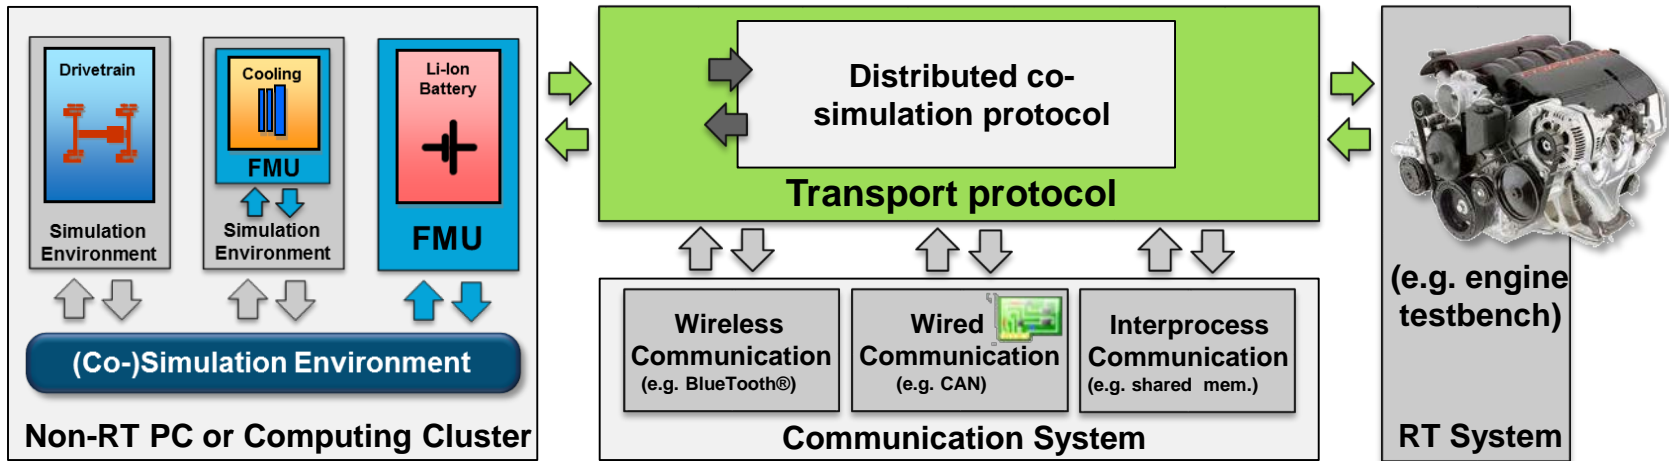 Drivetrain
Simulation
Environment
Cooling
FMU
Simulation
Environment
Li-Ion
Battery
FMU
(Co-)Simulation Environment
Non-RT PC or Computing Cluster
Distributed co-
simulation protocol
Transport protocol
Wireless
Communication
(e.g. BlueTooth®)
Wired
Communication
(e.g. CAN)
Interprocess
Communication
(e.g. shared mem.)
Communication System
(e.g. engine
testbench)
RT System